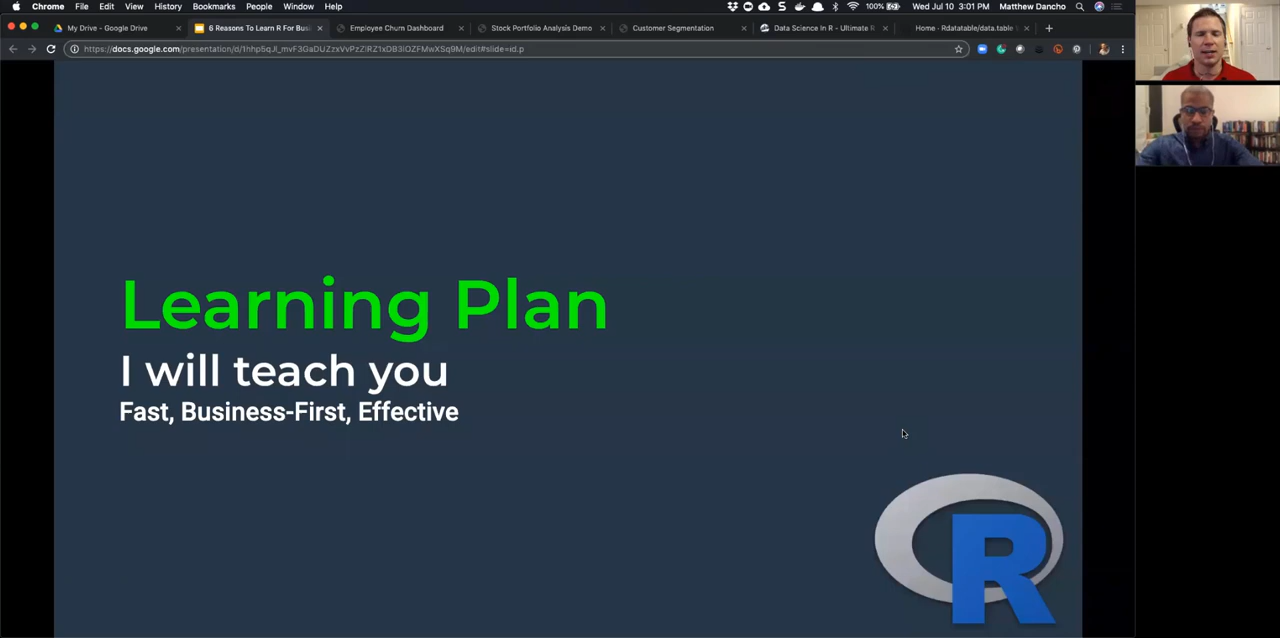 Chrome File Edit View History Bookmarks People Window Help 100% Wed Jul 10 3:01 PM Matthew Dancho
My Drive - Google Drive 6 Reasons To Learn R For Busi Employee Churn Dashboard Stock Portfolio Analysis Demo Customer Segmentation Data Science In R - Ultimate R Home - Rdatatable/data.table
Learning Plan
I will teach you
Fast, Business-First, Effective
R